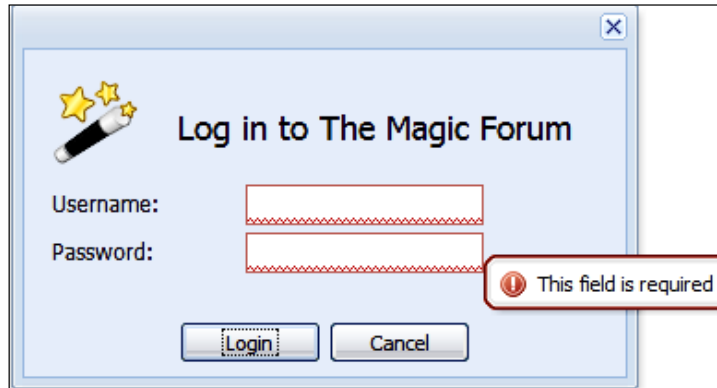 Log in to The Magic Forum
Username:
Password:
This field is required
Login Cancel